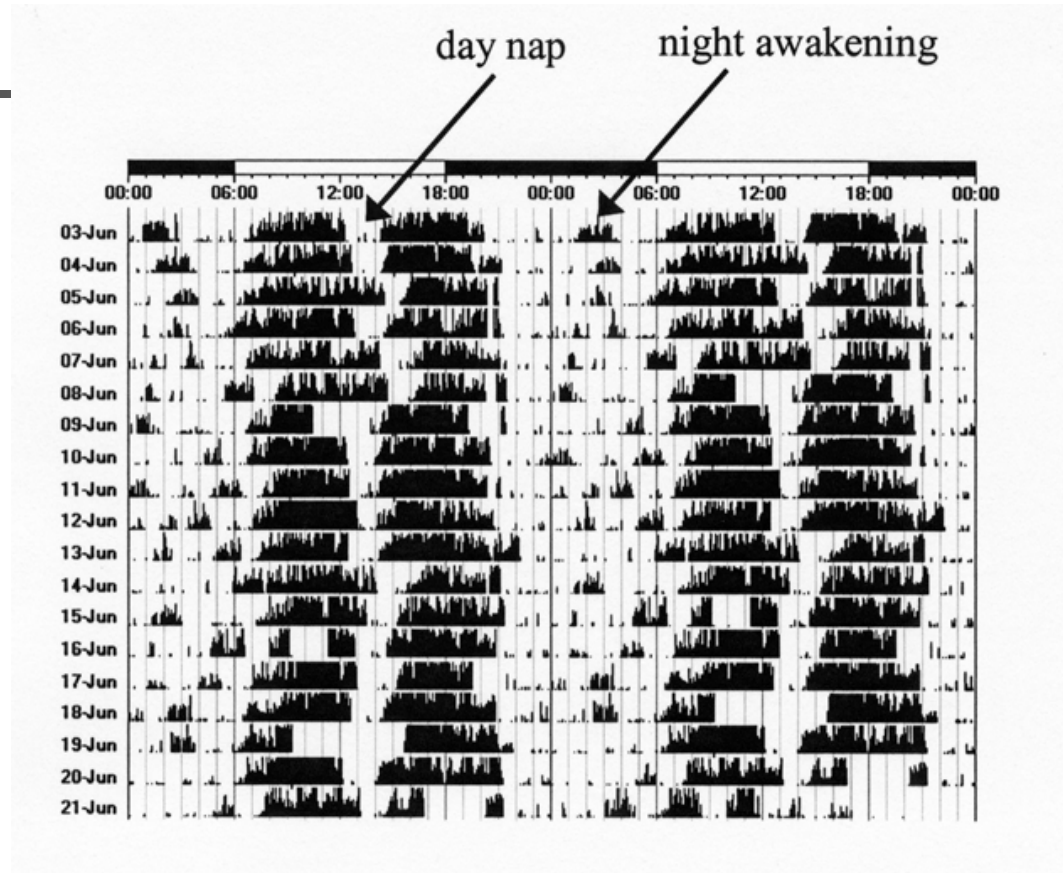 day nap night awakening
00:00 06:00 12:00 18:00 00:00 06:00 12:00 18:00 00:00
03-Jun
04-Jun
05-Jun
06-Jun
07-Jun
08-Jun
09-Jun
10-Jun
11-Jun
12-Jun
13-Jun
14-Jun
15-Jun
16-Jun
17-Jun
18-Jun
19-Jun
20-Jun
21-Jun